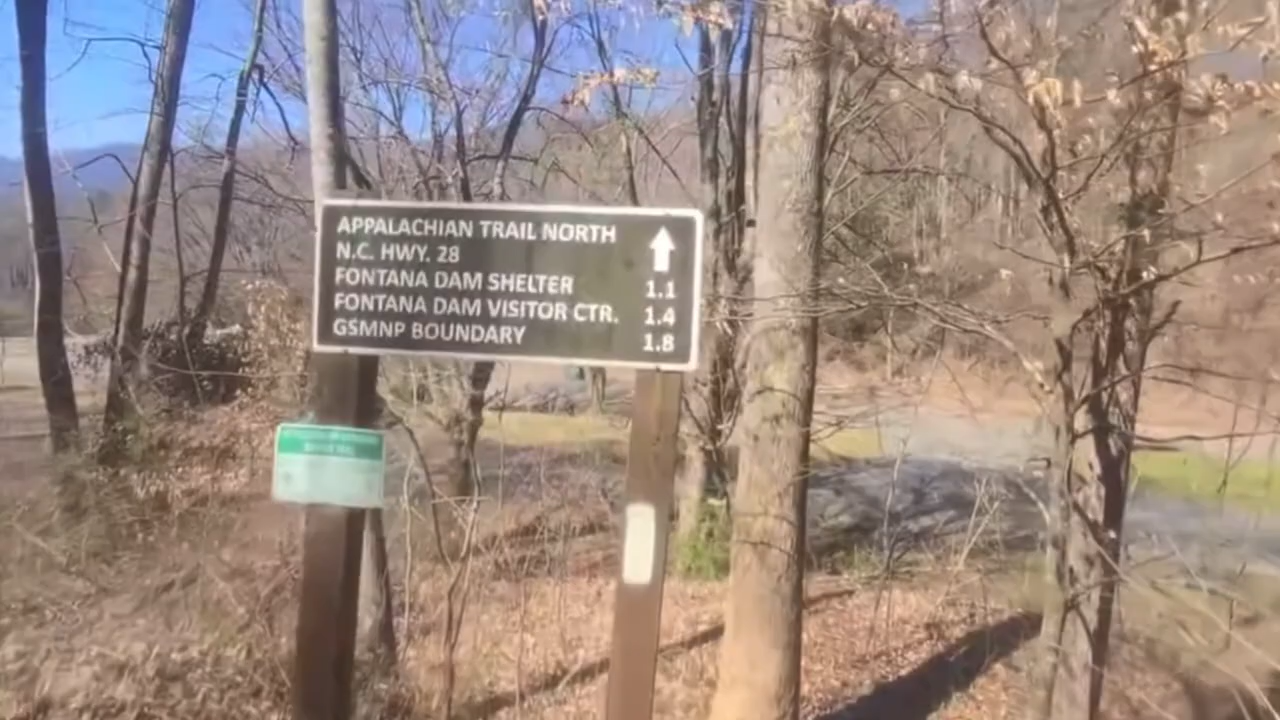 APPALACHIAN TRAIL NORTH
N.C. HWY. 28
FONTANA DAM SHELTER 1.1
FONTANA DAM VISITOR CTR. 1.4
GSMNP BOUNDARY 1.8